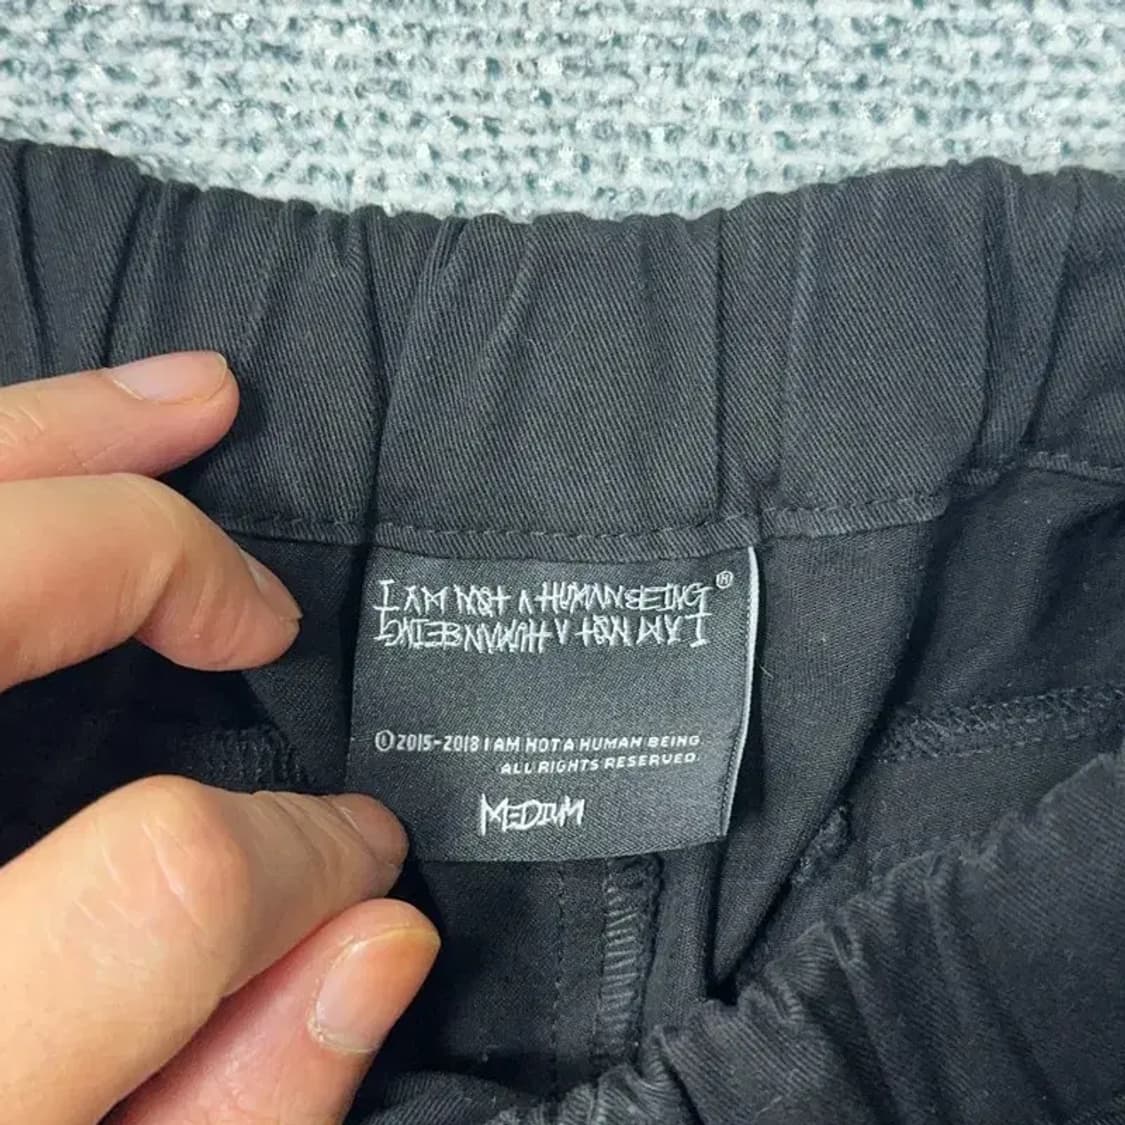 I AM NOT A HUMAN BEING®
I AM NOT A HUMAN BEING
©2015-2018 I AM NOT A HUMAN BEING.
ALL RIGHTS RESERVED.
MEDIUM